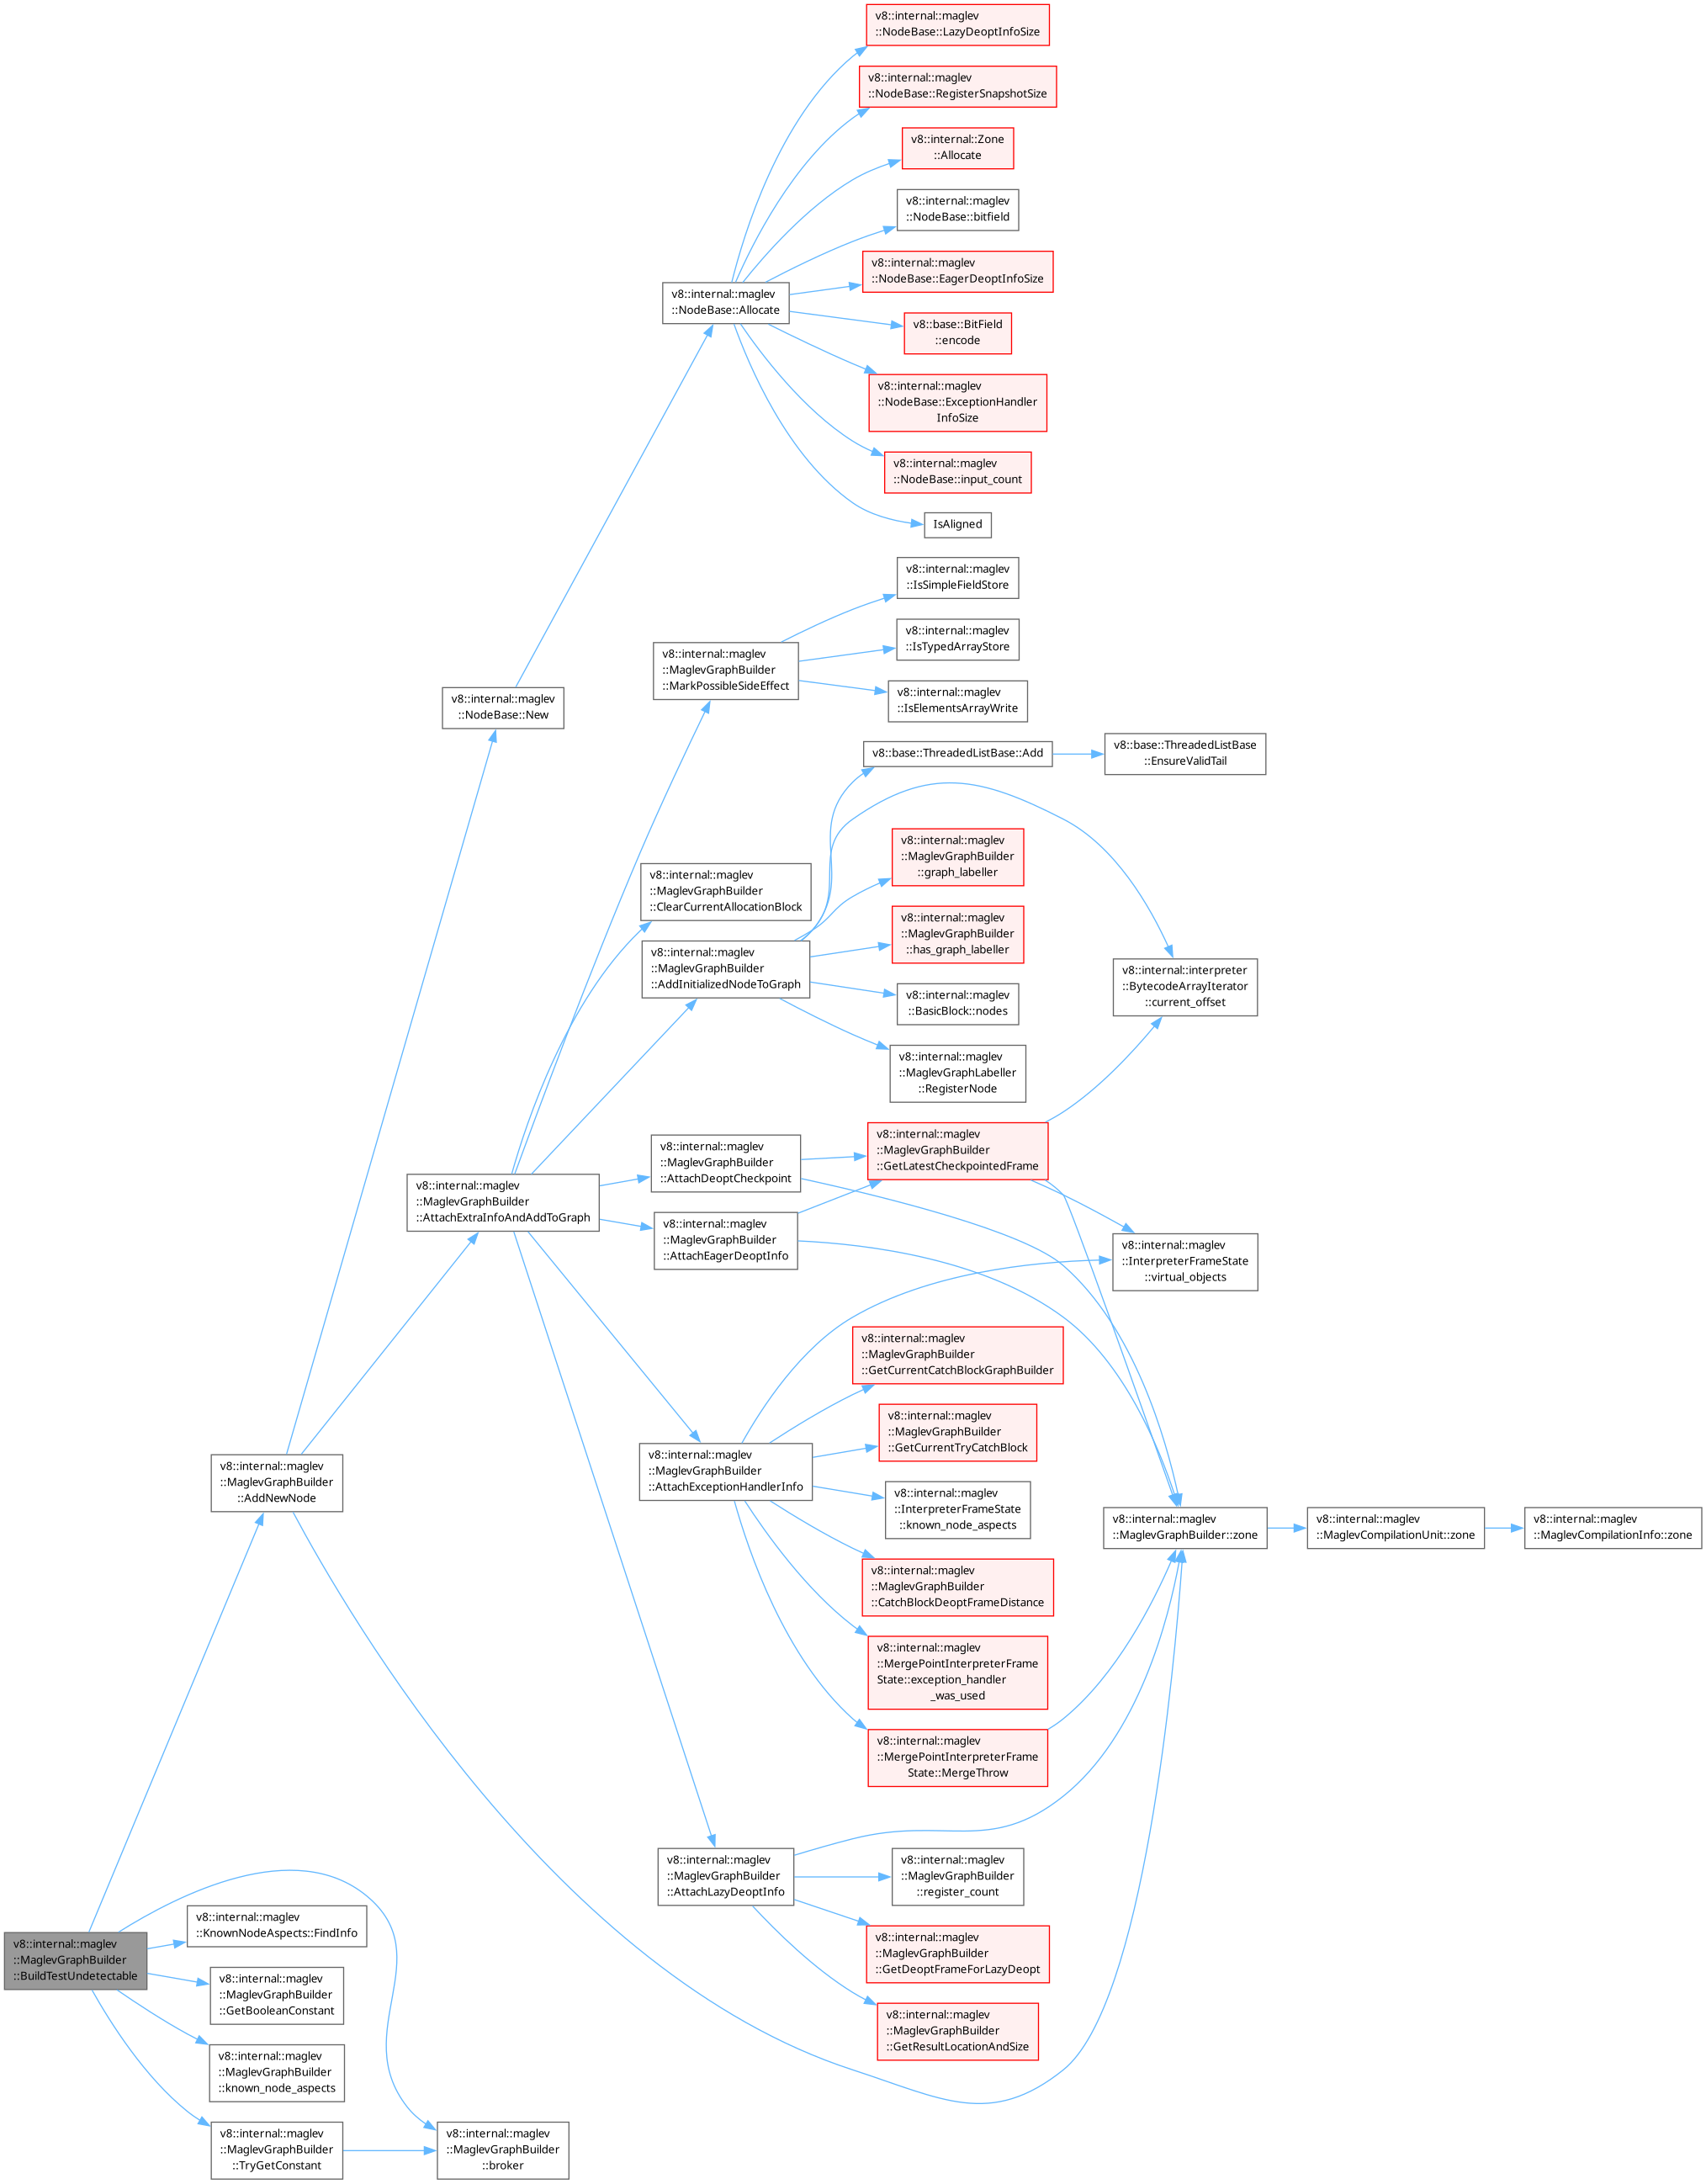 v8::internal::maglev
::NodeBase::LazyDeoptInfoSize
v8::internal::maglev
::NodeBase::RegisterSnapshotSize
v8::internal::Zone
::Allocate
v8::internal::maglev
::NodeBase::bitfield
v8::internal::maglev
::NodeBase::EagerDeoptInfoSize
v8::internal::maglev
::NodeBase::Allocate
v8::base::BitField
::encode
v8::internal::maglev
::NodeBase::ExceptionHandler
InfoSize
v8::internal::maglev
::NodeBase::input_count
IsAligned
v8::internal::maglev
::IsSimpleFieldStore
v8::internal::maglev
::IsTypedArrayStore
v8::internal::maglev
::MaglevGraphBuilder
::MarkPossibleSideEffect
v8::internal::maglev
::IsElementsArrayWrite
v8::internal::maglev
::NodeBase::New
v8::base::ThreadedListBase::Add
v8::base::ThreadedListBase
::EnsureValidTail
v8::internal::maglev
::MaglevGraphBuilder
::graph_labeller
v8::internal::maglev
::MaglevGraphBuilder
::ClearCurrentAllocationBlock
v8::internal::maglev
::MaglevGraphBuilder
::has_graph_labeller
v8::internal::maglev
::MaglevGraphBuilder
::AddInitializedNodeToGraph
v8::internal::maglev
::BasicBlock::nodes
v8::internal::interpreter
::BytecodeArrayIterator
::current_offset
v8::internal::maglev
::MaglevGraphLabeller
::RegisterNode
v8::internal::maglev
::MaglevGraphBuilder
::GetLatestCheckpointedFrame
v8::internal::maglev
::MaglevGraphBuilder
::AttachDeoptCheckpoint
v8::internal::maglev
::MaglevGraphBuilder
::AttachExtraInfoAndAddToGraph
v8::internal::maglev
::MaglevGraphBuilder
::AttachEagerDeoptInfo
v8::internal::maglev
::InterpreterFrameState
::virtual_objects
v8::internal::maglev
::MaglevGraphBuilder
::GetCurrentCatchBlockGraphBuilder
v8::internal::maglev
::MaglevGraphBuilder
::GetCurrentTryCatchBlock
v8::internal::maglev
::MaglevGraphBuilder
::AttachExceptionHandlerInfo
v8::internal::maglev
::MaglevGraphBuilder
::AddNewNode
v8::internal::maglev
::InterpreterFrameState
::known_node_aspects
v8::internal::maglev
::MaglevGraphBuilder::zone
v8::internal::maglev
::MaglevCompilationUnit::zone
v8::internal::maglev
::MaglevCompilationInfo::zone
v8::internal::maglev
::MaglevGraphBuilder
::CatchBlockDeoptFrameDistance
v8::internal::maglev
::MergePointInterpreterFrame
State::exception_handler
_was_used
v8::internal::maglev
::MergePointInterpreterFrame
State::MergeThrow
v8::internal::maglev
::MaglevGraphBuilder
::AttachLazyDeoptInfo
v8::internal::maglev
::MaglevGraphBuilder
::register_count
v8::internal::maglev
::MaglevGraphBuilder
::GetDeoptFrameForLazyDeopt
v8::internal::maglev
::MaglevGraphBuilder
::GetResultLocationAndSize
v8::internal::maglev
::KnownNodeAspects::FindInfo
v8::internal::maglev
::MaglevGraphBuilder
::BuildTestUndetectable
v8::internal::maglev
::MaglevGraphBuilder
::GetBooleanConstant
v8::internal::maglev
::MaglevGraphBuilder
::known_node_aspects
v8::internal::maglev
::MaglevGraphBuilder
::TryGetConstant
v8::internal::maglev
::MaglevGraphBuilder
::broker